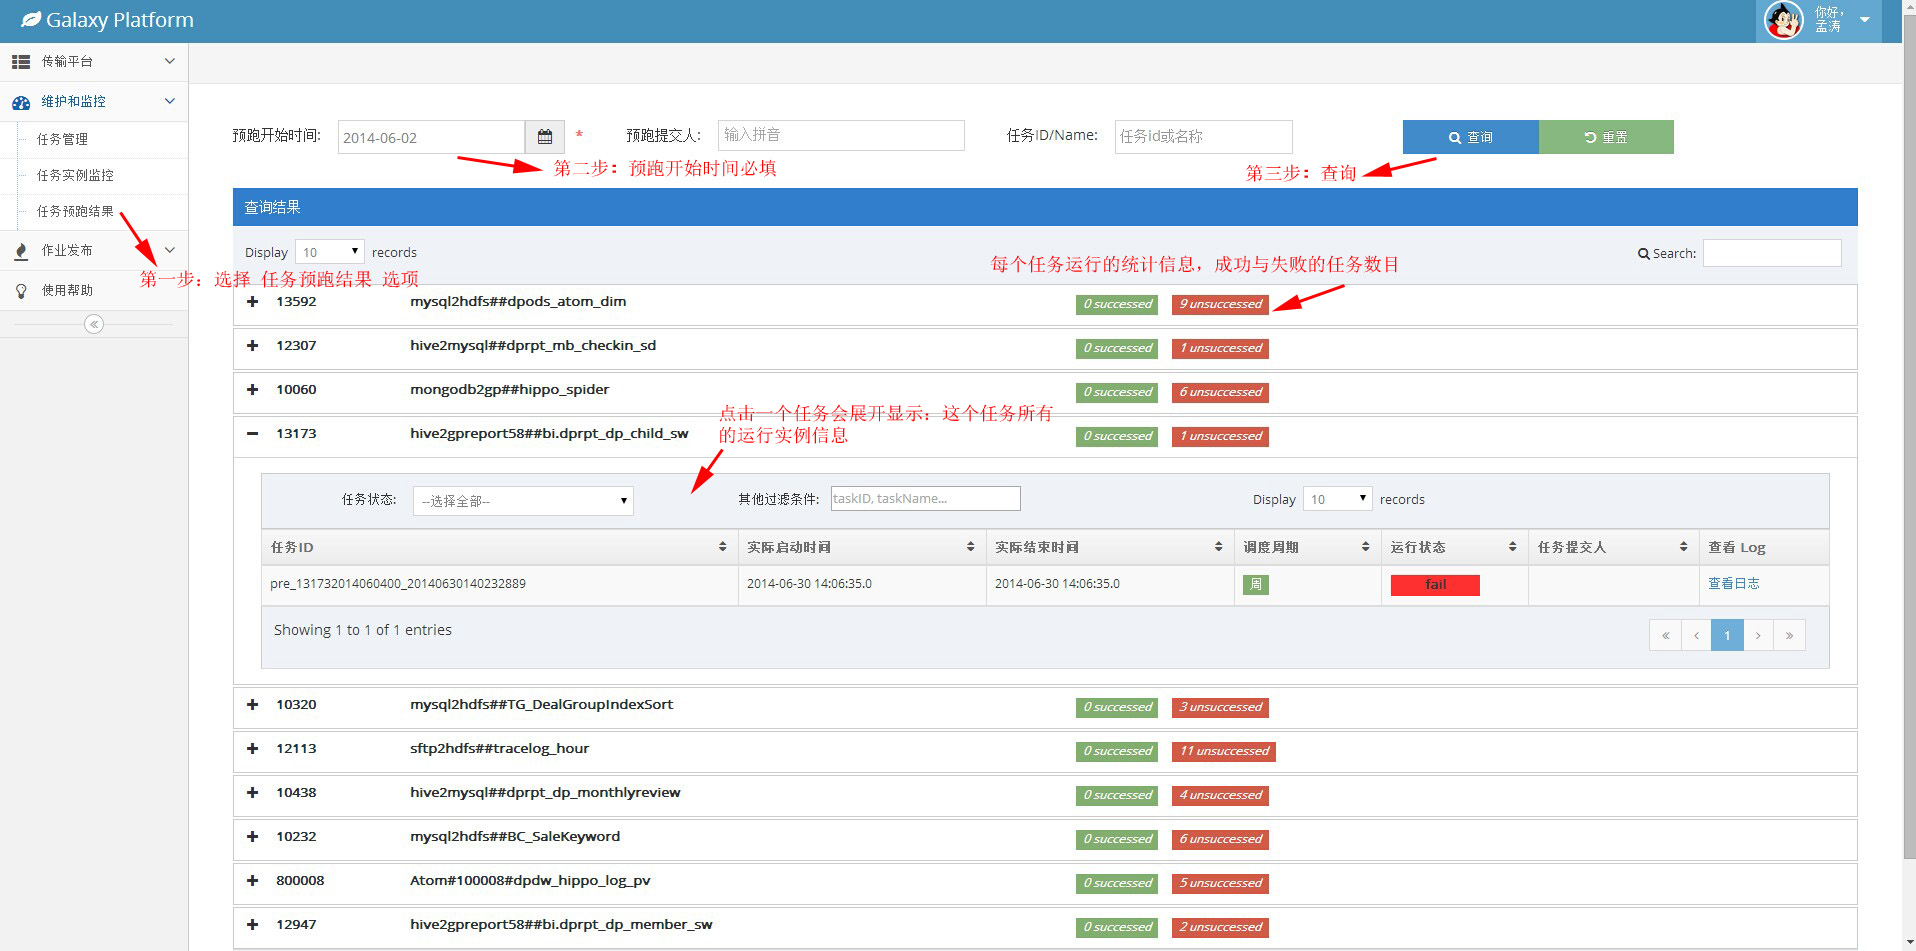 Galaxy Platform
你好，
孟涛
传输平台
维护和监控
任务管理
任务实例监控
任务预跑结果
作业发布
使用帮助
第一步：选择 任务预跑结果 选项
预跑开始时间: 2014-06-02 * 预跑提交人: 输入拼音 任务ID/Name: 任务id或名称 查询 重置
第二步：预跑开始时间必填
第三步：查询
查询结果
Display 10 records Search:
每个任务运行的统计信息，成功与失败的任务数目
13592 mysql2hdfs##dpods_atom_dim 0 successed 9 unsuccessed
12307 hive2mysql##dprpt_mb_checkin_sd 0 successed 1 unsuccessed
10060 mongodb2gp##hippo_spider 0 successed 6 unsuccessed
点击一个任务会展开显示：这个任务所有
的运行实例信息
13173 hive2gpreport58##bi.dprpt_dp_child_sw 0 successed 1 unsuccessed
任务状态: --选择全部-- 其他过滤条件: taskID, taskName... Display 10 records
任务ID 实际启动时间 实际结束时间 调度周期 运行状态 任务提交人 查看 Log
pre_131732014060400_20140630140232889 2014-06-30 14:06:35.0 2014-06-30 14:06:35.0 周 fail 查看日志
Showing 1 to 1 of 1 entries
« ‹ 1 › »
10320 mysql2hdfs##TG_DealGroupIndexSort 0 successed 3 unsuccessed
12113 sftp2hdfs##tracelog_hour 0 successed 11 unsuccessed
10438 hive2mysql##dprpt_dp_monthlyreview 0 successed 4 unsuccessed
10232 mysql2hdfs##BC_SaleKeyword 0 successed 6 unsuccessed
800008 Atom#100008#dpdw_hippo_log_pv 0 successed 5 unsuccessed
12947 hive2gpreport58##bi.dprpt_dp_member_sw 0 successed 2 unsuccessed